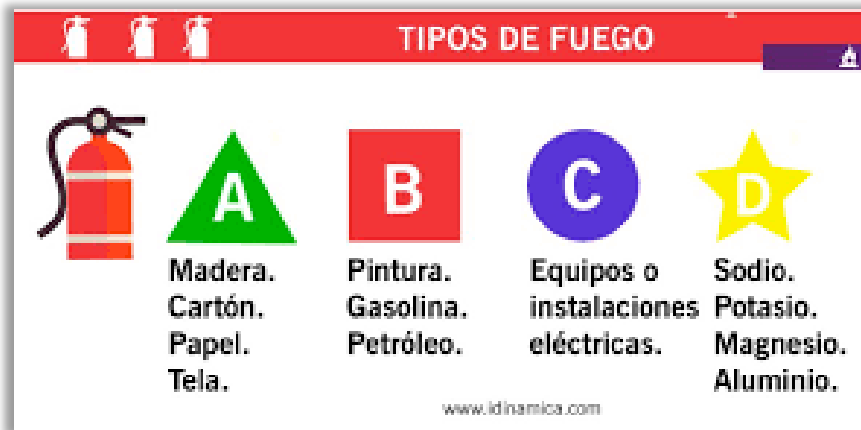 TIPOS DE FUEGO
A
Madera.
Cartón.
Papel.
Tela.
B
Pintura.
Gasolina.
Petróleo.
C
Equipos o
instalaciones
eléctricas.
D
Sodio.
Potasio.
Magnesio.
Aluminio.
www.idinamica.com